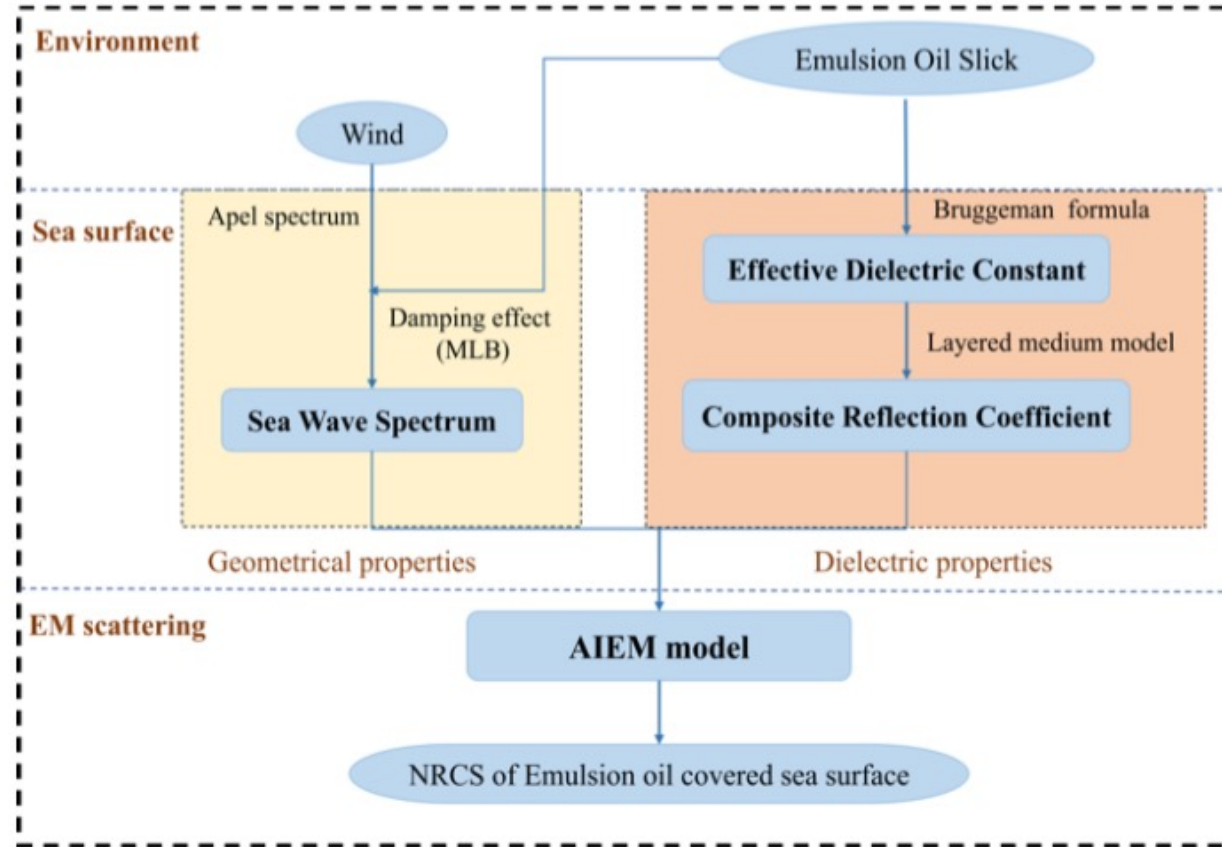 Environment
Emulsion Oil Slick
Wind
Sea surface
Apel spectrum
Damping effect
(MLB)
Sea Wave Spectrum
Bruggeman formula
Effective Dielectric Constant
Layered medium model
Composite Reflection Coefficient
Geometrical properties
Dielectric properties
EM scattering
AIEM model
NRCS of Emulsion oil covered sea surface